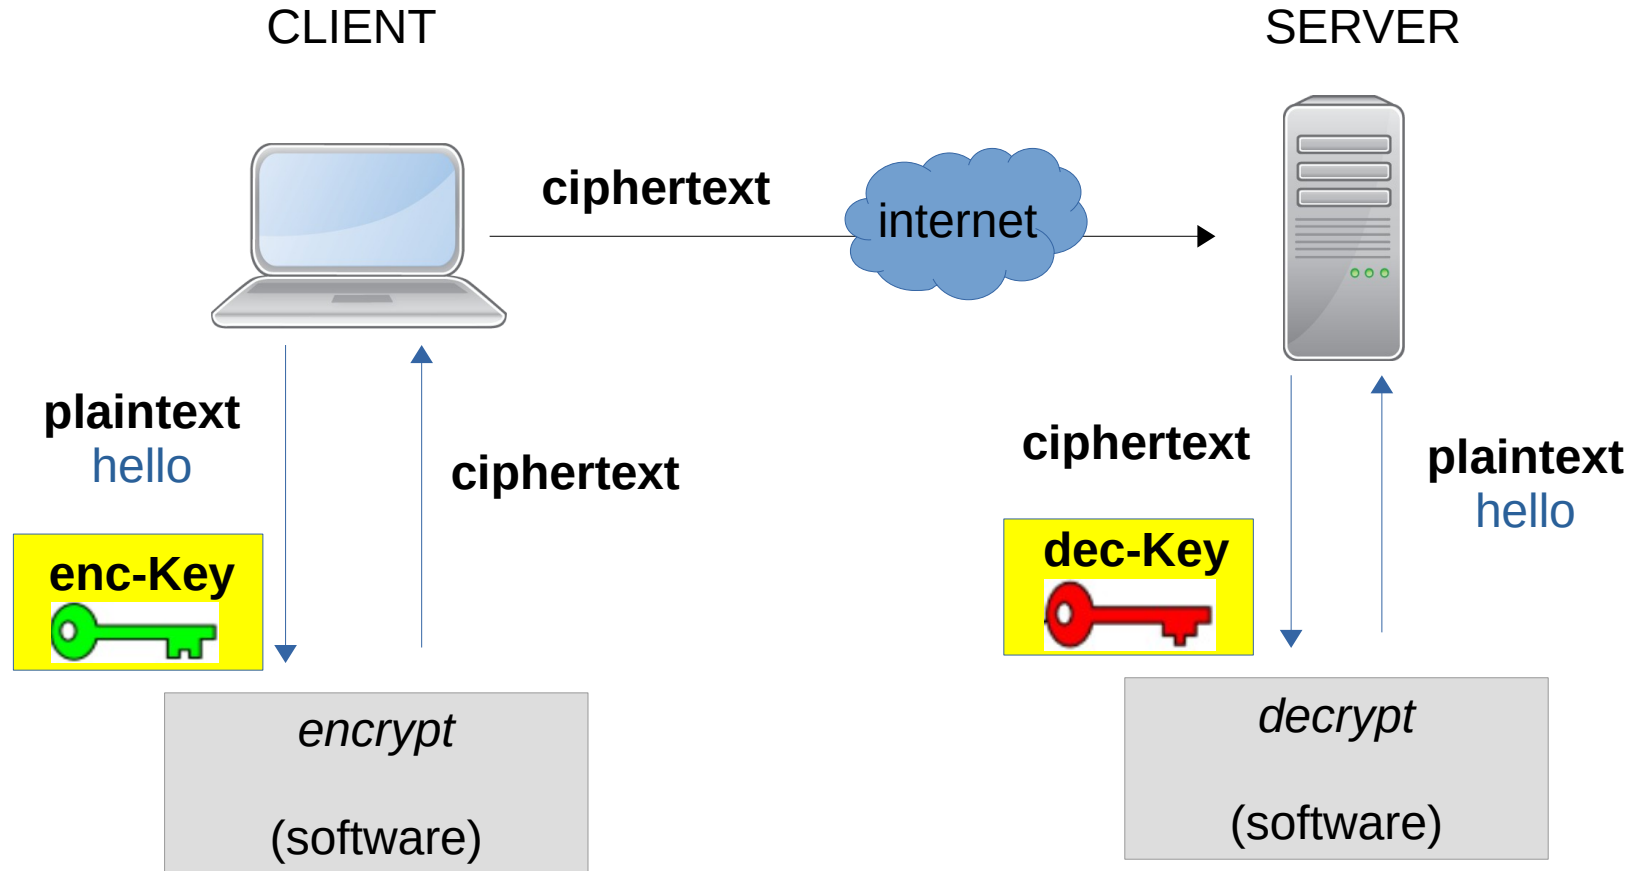 CLIENT
SERVER
ciphertext
internet
plaintext
hello
ciphertext
ciphertext
plaintext
hello
enc-Key
dec-Key
encrypt
(software)
decrypt
(software)